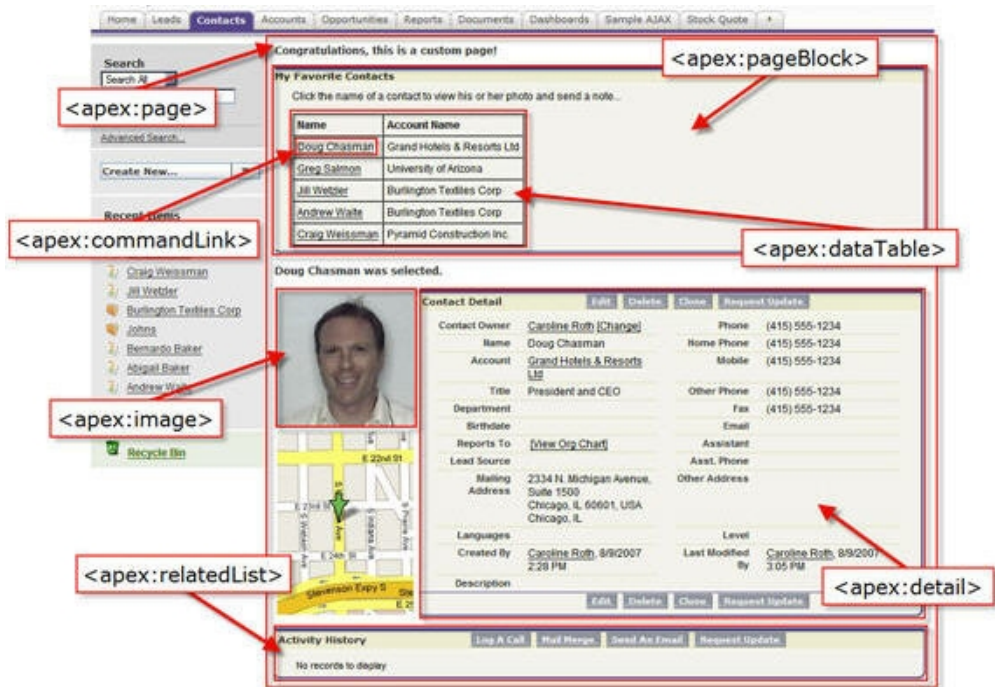 Home Leads Contacts Accounts Opportunities Reports Documents Dashboards Sample AJAX Stock Quote
Congratulations, this is a custom page!
<apex:pageBlock>
Search
Search All
<apex:page>
Advanced Search...
Create New...
Recent Items
<apex:commandLink>
Craig Weissman
Jill Wetzler
Burlington Textiles Corp
Johns
Bernardo Baker
Abigail Baker
Andrew Waite
<apex:image>
Recycle Bin
My Favorite Contacts
Click the name of a contact to view his or her photo and send a note...
Name Account Name
Doug Chasman Grand Hotels & Resorts Ltd
Greg Salmon University of Arizona
Jill Wetzler Burlington Textiles Corp
Andrew Waite Burlington Textiles Corp
Craig Weissman Pyramid Construction Inc.
<apex:dataTable>
Doug Chasman was selected.
Contact Detail Edit Delete Clone Request Update
Contact Owner Caroline Roth [Change] Phone (415) 555-1234
Name Doug Chasman Home Phone (415) 555-1234
Account Grand Hotels & Resorts Mobile (415) 555-1234
Ltd
Title President and CEO Other Phone (415) 555-1234
Department Fax (415) 555-1234
Birthdate Email
Reports To [View Org Chart] Assistant
Lead Source Asst. Phone
Mailing 2334 N. Michigan Avenue, Other Address
Address Suite 1500
Chicago, IL 60601, USA
Chicago, IL
Languages Level
Created By Caroline Roth, 8/9/2007 Last Modified Caroline Roth, 8/9/2007
2:28 PM By 3:05 PM
Description
Edit Delete Clone Request Update
<apex:detail>
E 22nd St
E 24th St
Stevenson Expy S
<apex:relatedList>
Activity History Log A Call Mail Merge Send An Email Request Update
No records to display